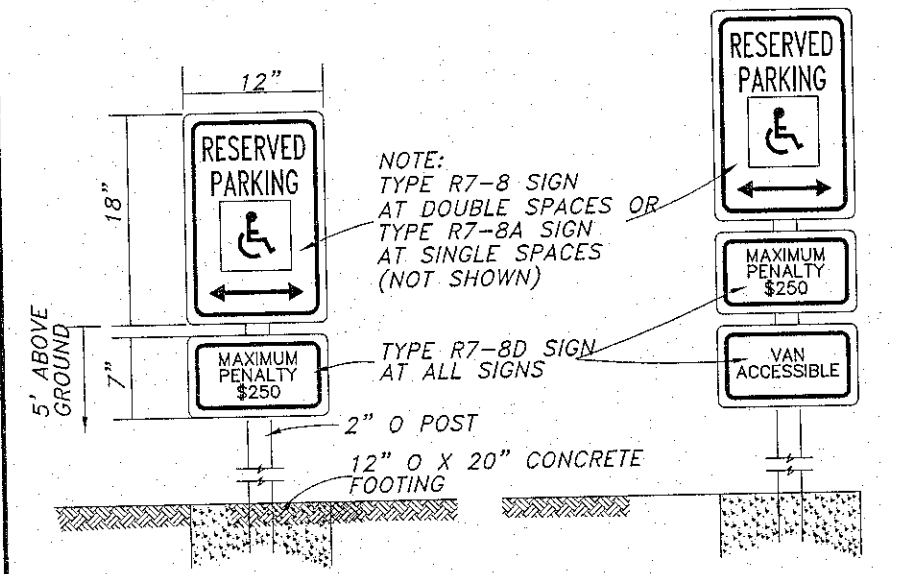 12"
18"
RESERVED
PARKING
5' ABOVE
GROUND
7"
MAXIMUM
PENALTY
$250
NOTE:
TYPE R7-8 SIGN
AT DOUBLE SPACES OR
TYPE R7-8A SIGN
AT SINGLE SPACES
(NOT SHOWN)
TYPE R7-8D SIGN
AT ALL SIGNS
2" O POST
12" O X 20" CONCRETE
FOOTING
RESERVED
PARKING
MAXIMUM
PENALTY
$250
VAN
ACCESSIBLE